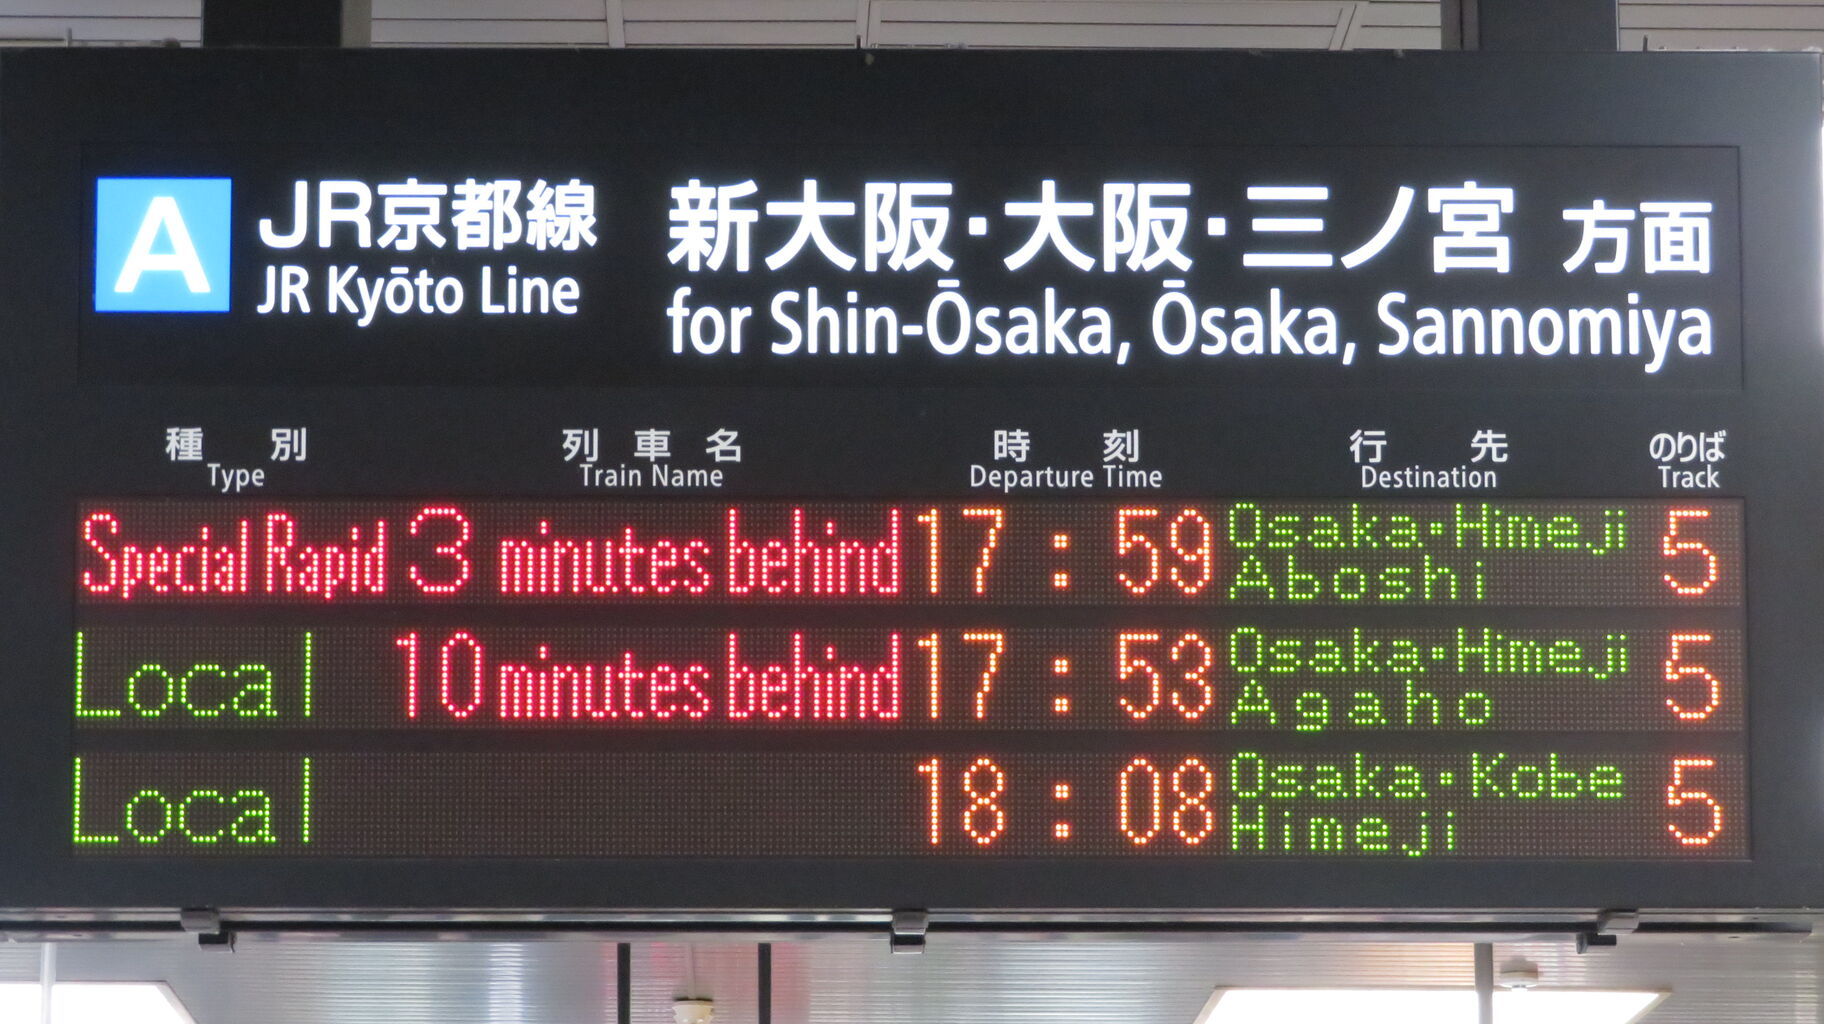 A JR京都線 新大阪・大阪・三ノ宮 方面
JR Kyōto Line for Shin-Ōsaka, Ōsaka, Sannomiya
種別 列車名 時刻 行先 のりば
Type Train Name Departure Time Destination Track
Special Rapid 3 minutes behind 17:59 Osaka・Himeji Aboshi 5
Local 10 minutes behind 17:53 Osaka・Himeji Agaho 5
Local 18:08 Osaka・Kobe Himeji 5